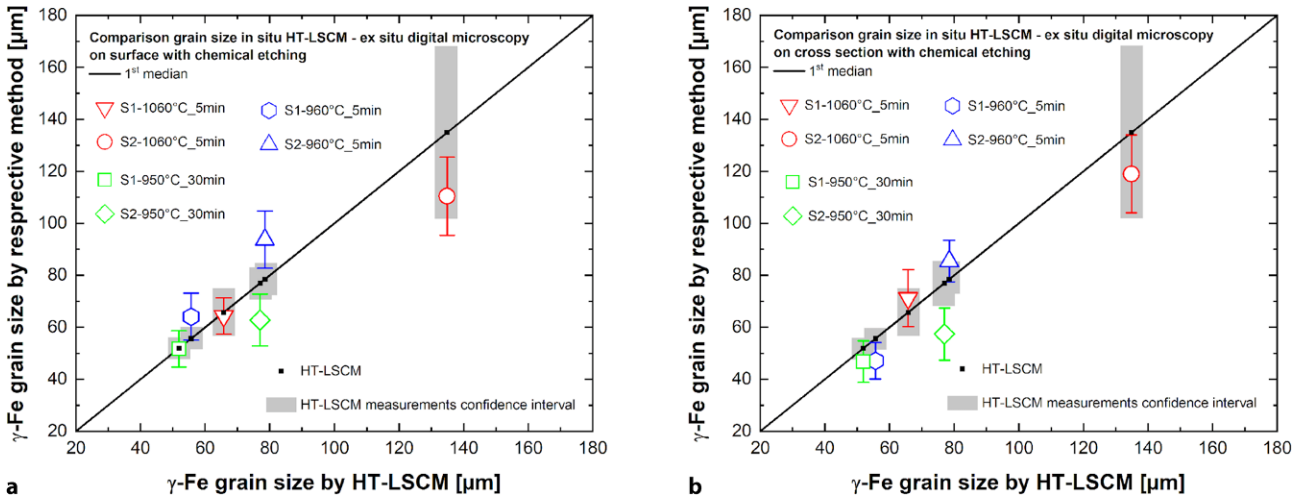 γ-Fe grain size by resprective method [µm]
180
160
140
120
100
80
60
40
20
Comparison grain size in situ HT-LSCM - ex situ digital microscopy
on surface with chemical etching
1st median
S1-1060°C_5min
S1-960°C_5min
S2-1060°C_5min
S2-960°C_5min
S1-950°C_30min
S2-950°C_30min
HT-LSCM
HT-LSCM measurements confidence interval
20 40 60 80 100 120 140 160 180
γ-Fe grain size by HT-LSCM [µm]
a
γ-Fe grain size by resprective method [µm]
180
160
140
120
100
80
60
40
20
Comparison grain size in situ HT-LSCM - ex situ digital microscopy
on cross section with chemical etching
1st median
S1-1060°C_5min
S1-960°C_5min
S2-1060°C_5min
S2-960°C_5min
S1-950°C_30min
S2-950°C_30min
HT-LSCM
HT-LSCM measurements confidence interval
20 40 60 80 100 120 140 160 180
γ-Fe grain size by HT-LSCM [µm]
b